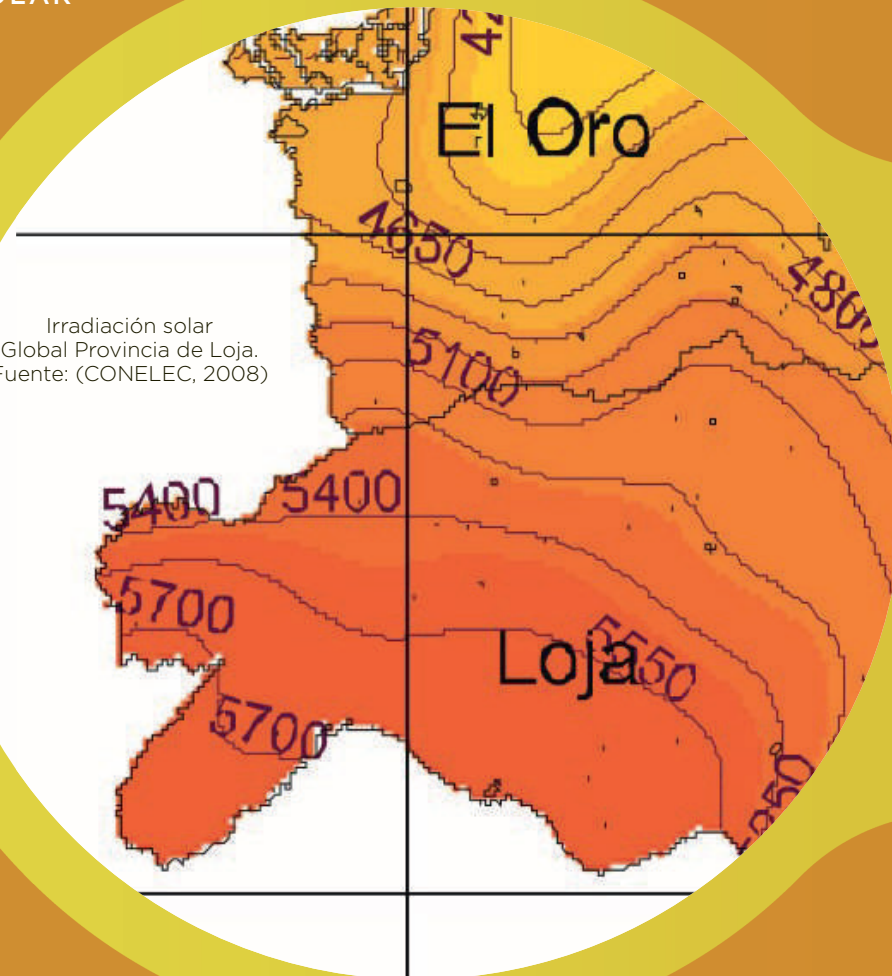 El Oro
4650
Irradiación solar
Global Provincia de Loja.
Fuente: (CONELEC, 2008)
5100
5400
5400
5700
Loja
5550
5700